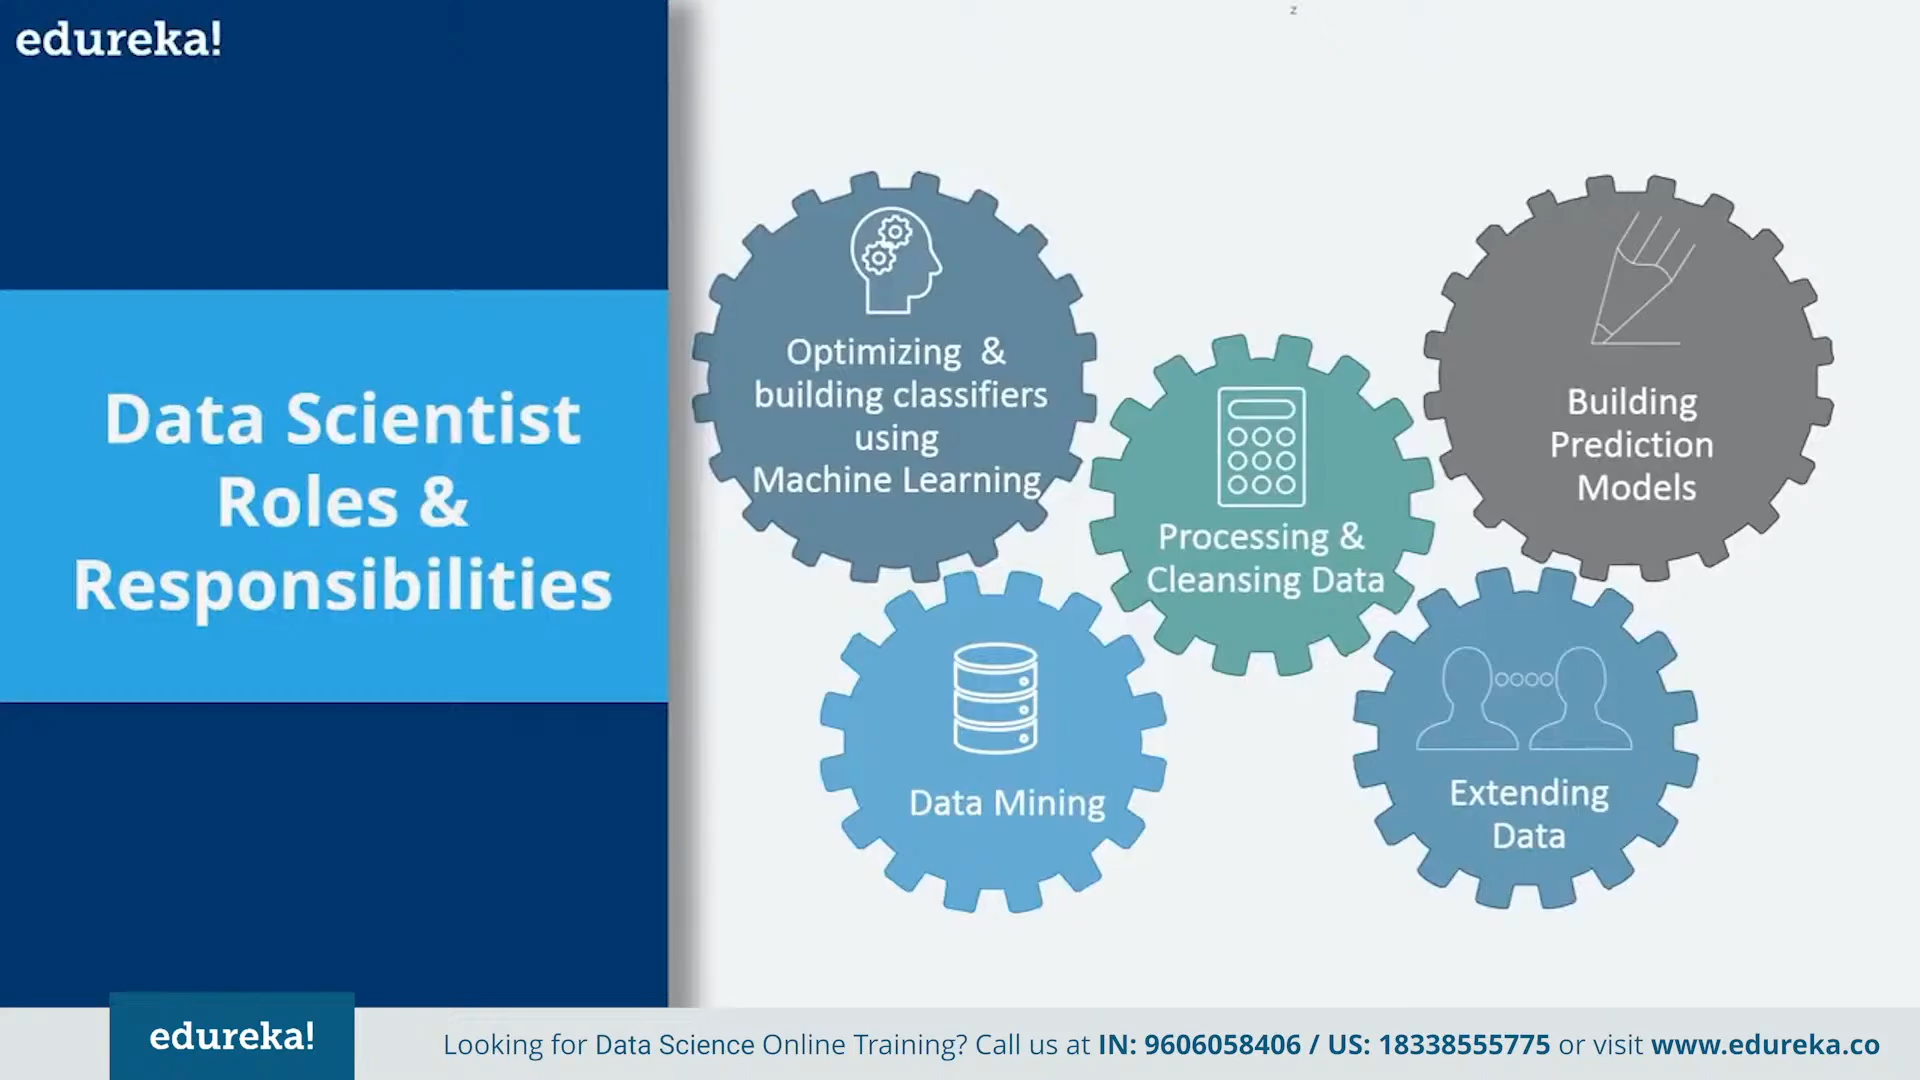 edureka!
z
Data Scientist
Roles &
Responsibilities
Optimizing &
building classifiers
using
Machine Learning
Processing &
Cleansing Data
Building
Prediction
Models
Data Mining
Extending
Data
edureka!
Looking for Data Science Online Training? Call us at IN: 9606058406 / US: 18338555775 or visit www.edureka.co